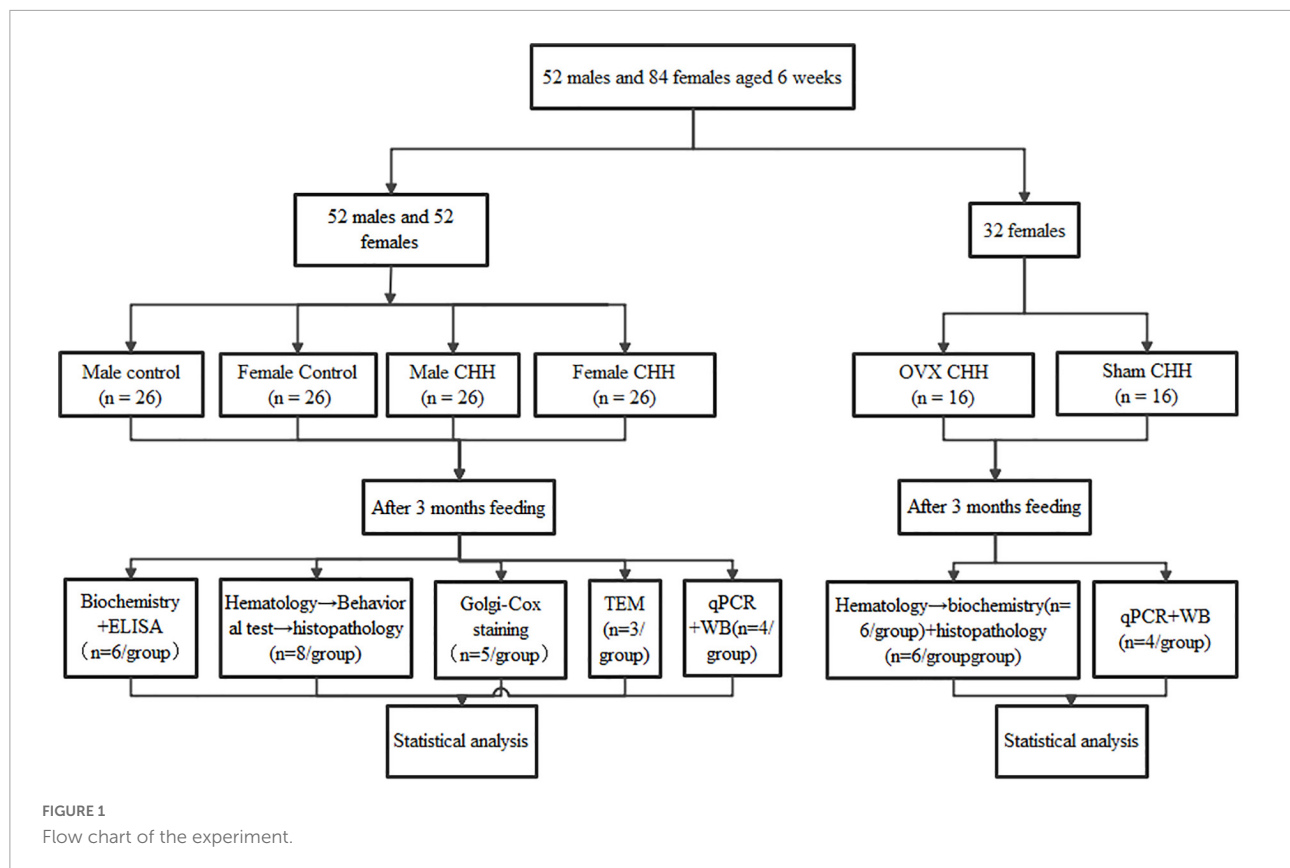 52 males and 84 females aged 6 weeks
52 males and 52
females
32 females
Male control
(n = 26)
Female Control
(n = 26)
Male CHH
(n = 26)
Female CHH
(n = 26)
OVX CHH
(n = 16)
Sham CHH
(n = 16)
After 3 months feeding
After 3 months feeding
Biochemistry
+ELISA
(n=6/group)
Hematology→Behavior
al test→histopathology
(n=8/group)
Golgi-Cox
staining
(n=5/group)
TEM
(n=3/
group)
qPCR
+WB(n=4/
group)
Hematology→biochemistry(n=
6/group)+histopathology
(n=6/groupgroup)
qPCR+WB
(n=4/group)
Statistical analysis
Statistical analysis
FIGURE 1
Flow chart of the experiment.